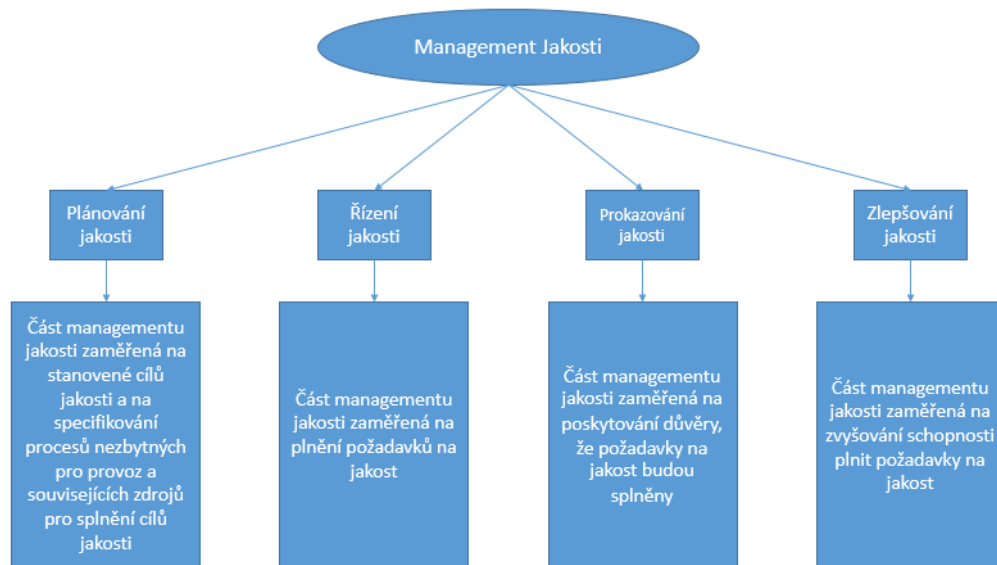 Management Jakosti
Plánování
jakosti
Řízení
jakosti
Prokazování
jakosti
Zlepšování
jakosti
Část managementu
jakosti zaměřená na
stanovené cílů
jakosti a na
specifikování
procesů nezbytných
pro provoz a
souvisejících zdrojů
pro splnění cílů
jakosti
Část managementu
jakosti zaměřená na
plnění požadavků na
jakost
Část managementu
jakosti zaměřená na
poskytování důvěry,
že požadavky na
jakost budou
splněny
Část managementu
jakosti zaměřená na
zvyšování schopnosti
plnit požadavky na
jakost